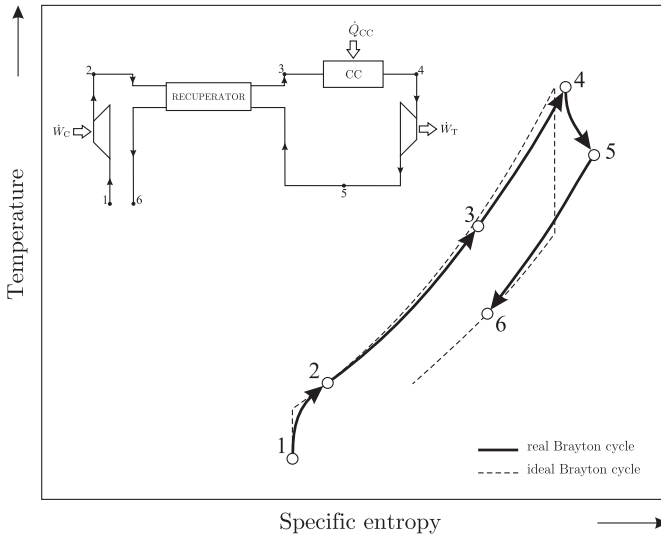 Q̇CC
2
3
CC
4
RECUPERATOR
ẆC
ẆT
1
6
5
4
5
3
6
2
1
real Brayton cycle
ideal Brayton cycle
Temperature
Specific entropy